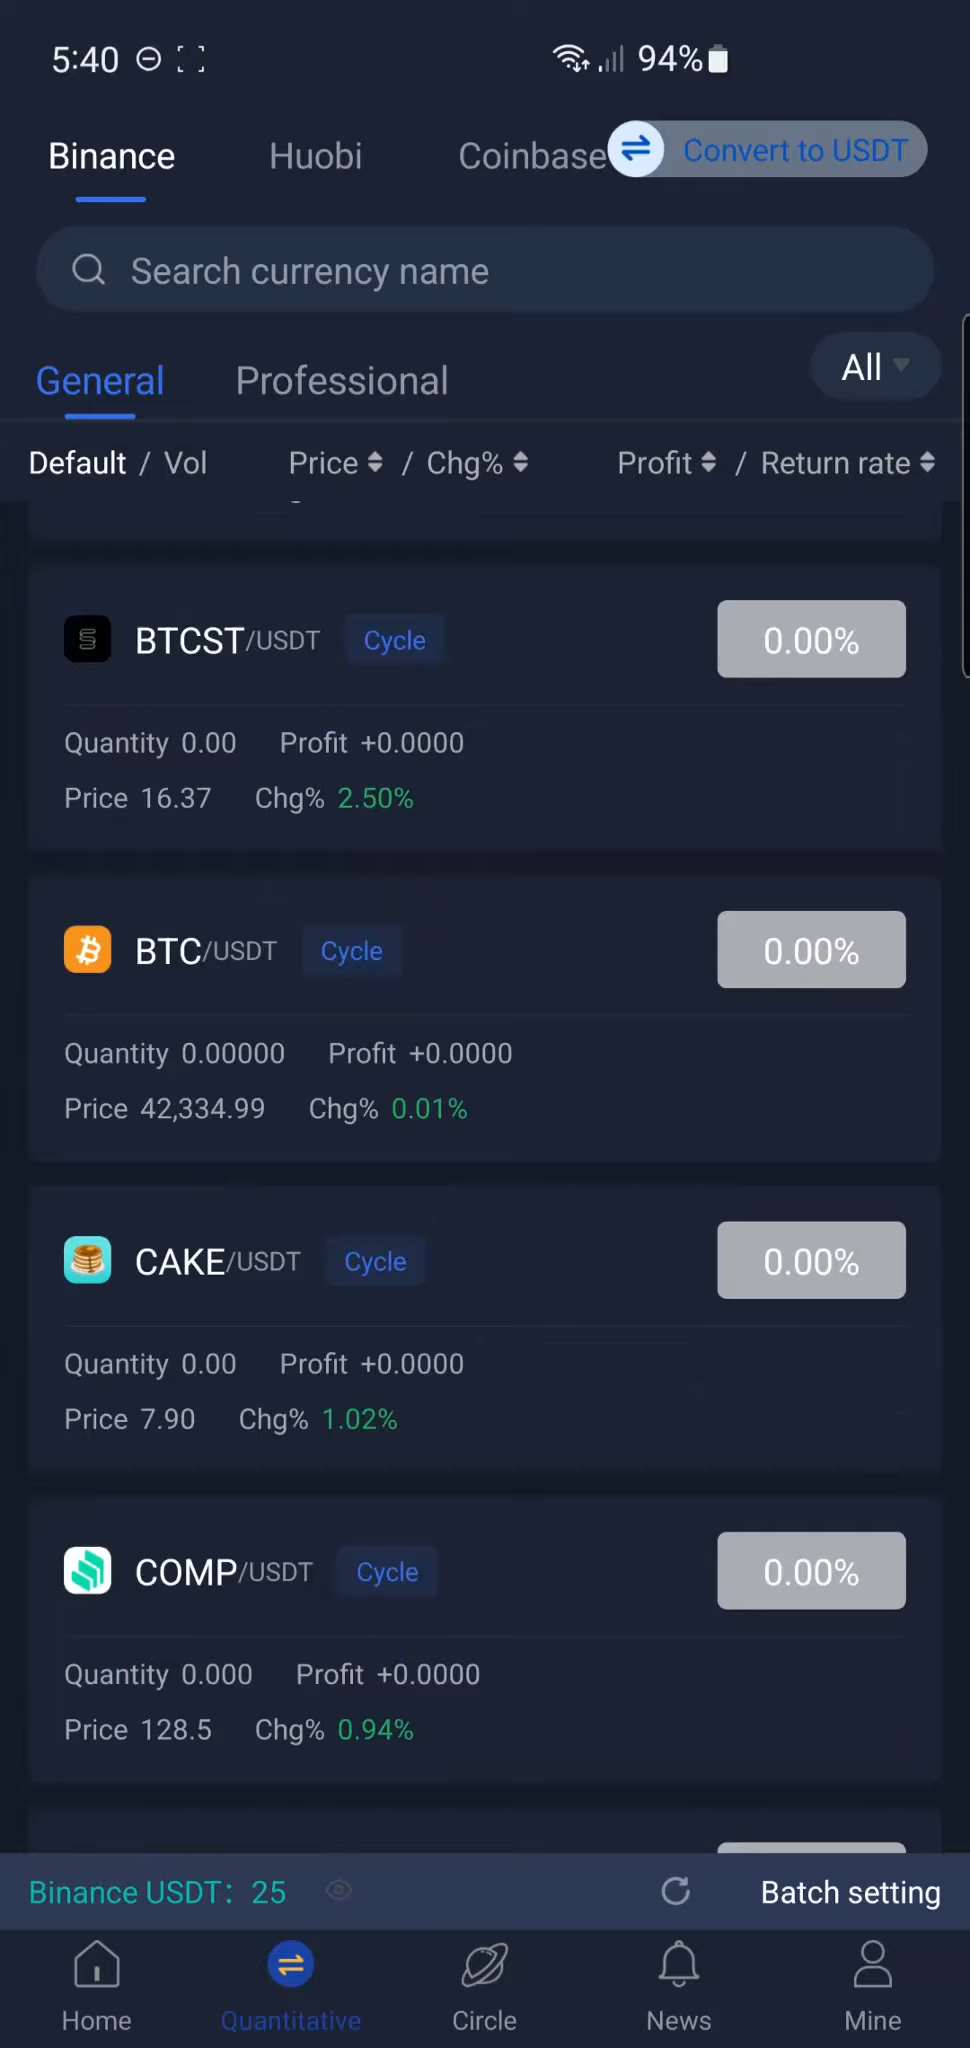 5:40 94%
Binance Huobi Coinbase Convert to USDT
Search currency name
General Professional All
Default / Vol Price / Chg% Profit / Return rate
BTCST/USDT Cycle 0.00%
Quantity 0.00 Profit +0.0000
Price 16.37 Chg% 2.50%
BTC/USDT Cycle 0.00%
Quantity 0.00000 Profit +0.0000
Price 42,334.99 Chg% 0.01%
CAKE/USDT Cycle 0.00%
Quantity 0.00 Profit +0.0000
Price 7.90 Chg% 1.02%
COMP/USDT Cycle 0.00%
Quantity 0.000 Profit +0.0000
Price 128.5 Chg% 0.94%
Binance USDT: 25 Batch setting
Home Quantitative Circle News Mine